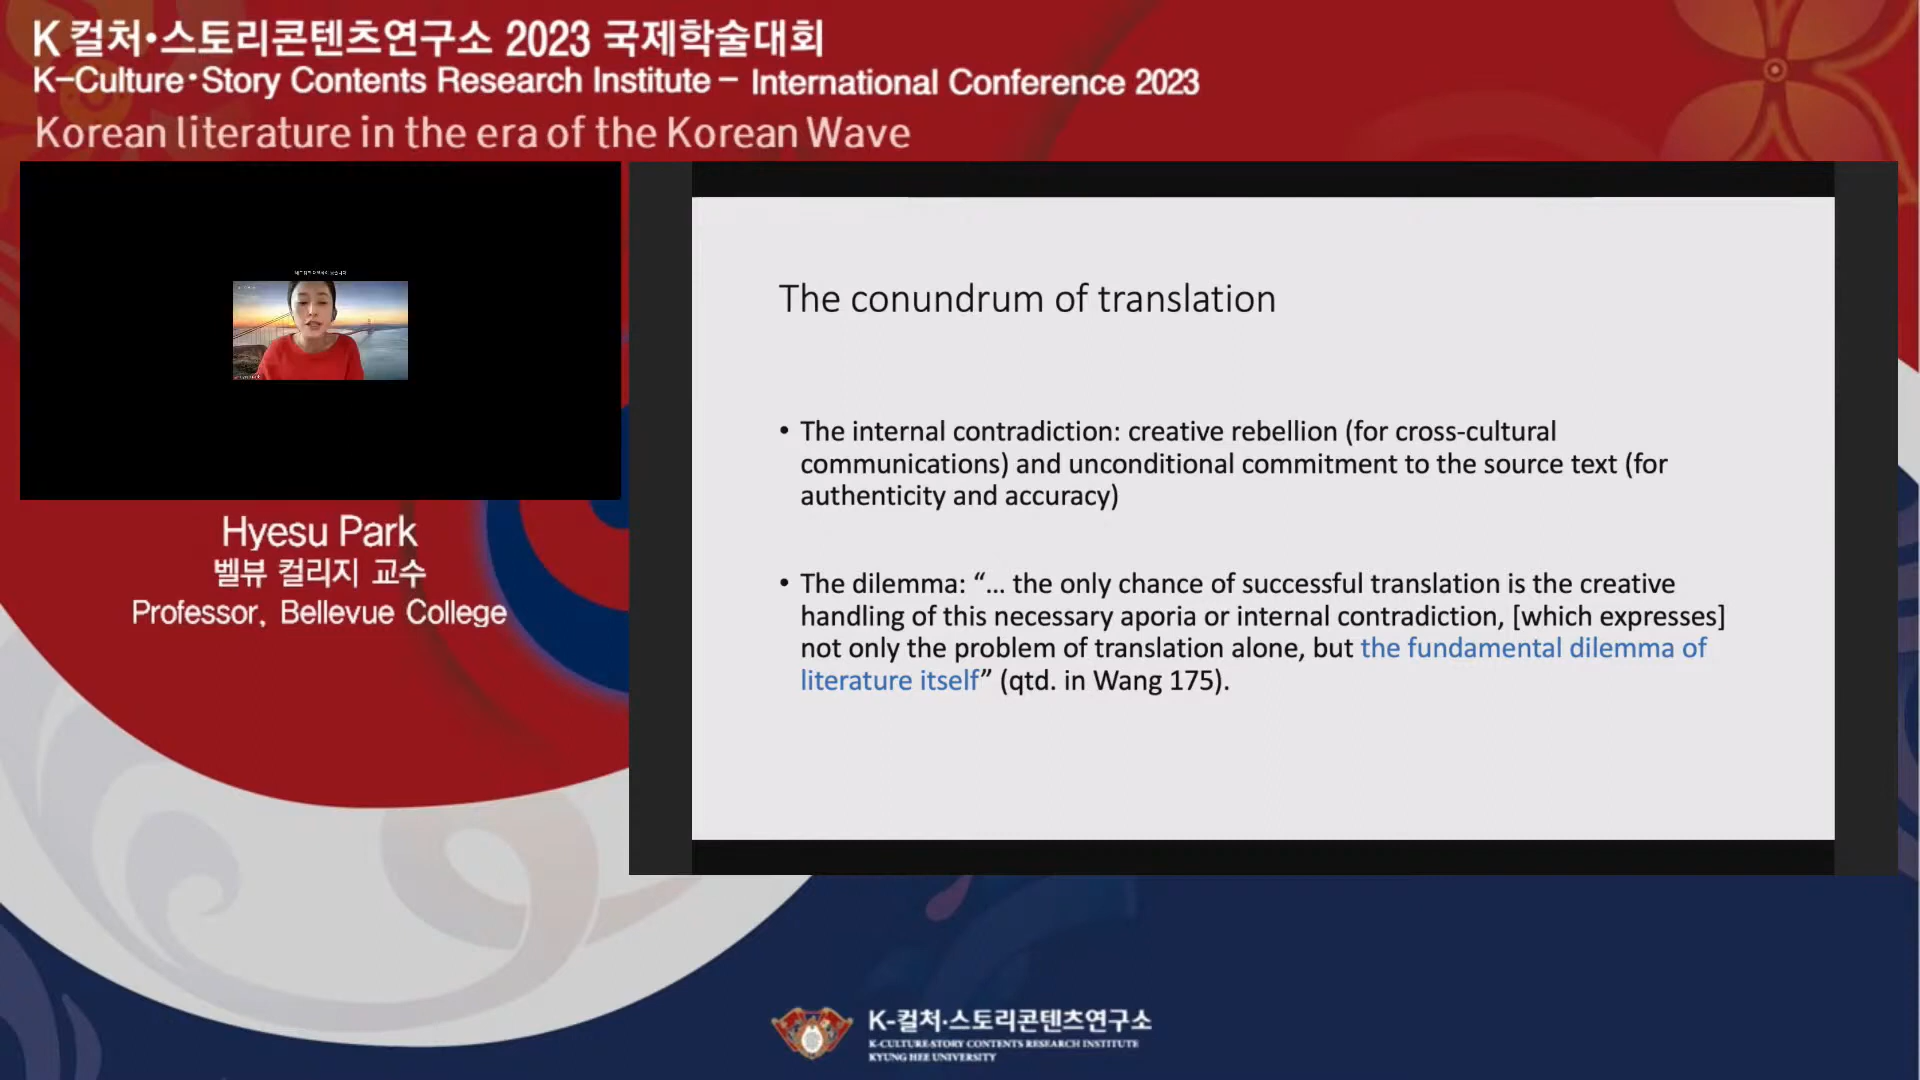 K 컬처·스토리콘텐츠연구소 2023 국제학술대회
K-Culture·Story Contents Research Institute - International Conference 2023
Korean literature in the era of the Korean Wave
Hyesu Park
벨뷰 컬리지 교수
Professor, Bellevue College
The conundrum of translation
• The internal contradiction: creative rebellion (for cross-cultural
communications) and unconditional commitment to the source text (for
authenticity and accuracy)
• The dilemma: “... the only chance of successful translation is the creative
handling of this necessary aporia or internal contradiction, [which expresses]
not only the problem of translation alone, but the fundamental dilemma of
literature itself” (qtd. in Wang 175).
K-컬처·스토리콘텐츠연구소
K-CULTURE·STORY CONTENTS RESEARCH INSTITUTE
KYUNG HEE UNIVERSITY